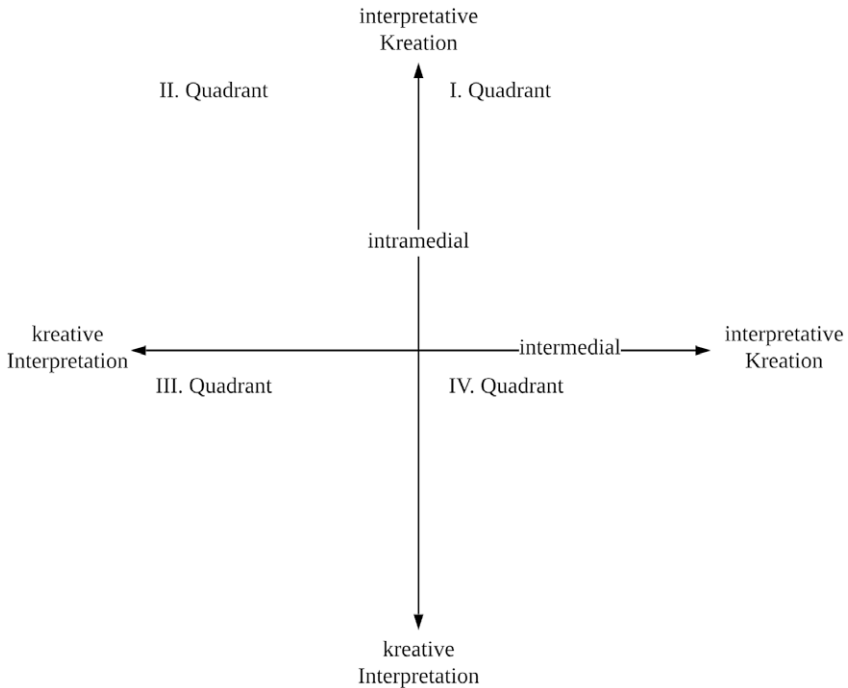 interpretative
Kreation
II. Quadrant
I. Quadrant
intramedial
kreative
Interpretation
intermedial
interpretative
Kreation
III. Quadrant
IV. Quadrant
kreative
Interpretation